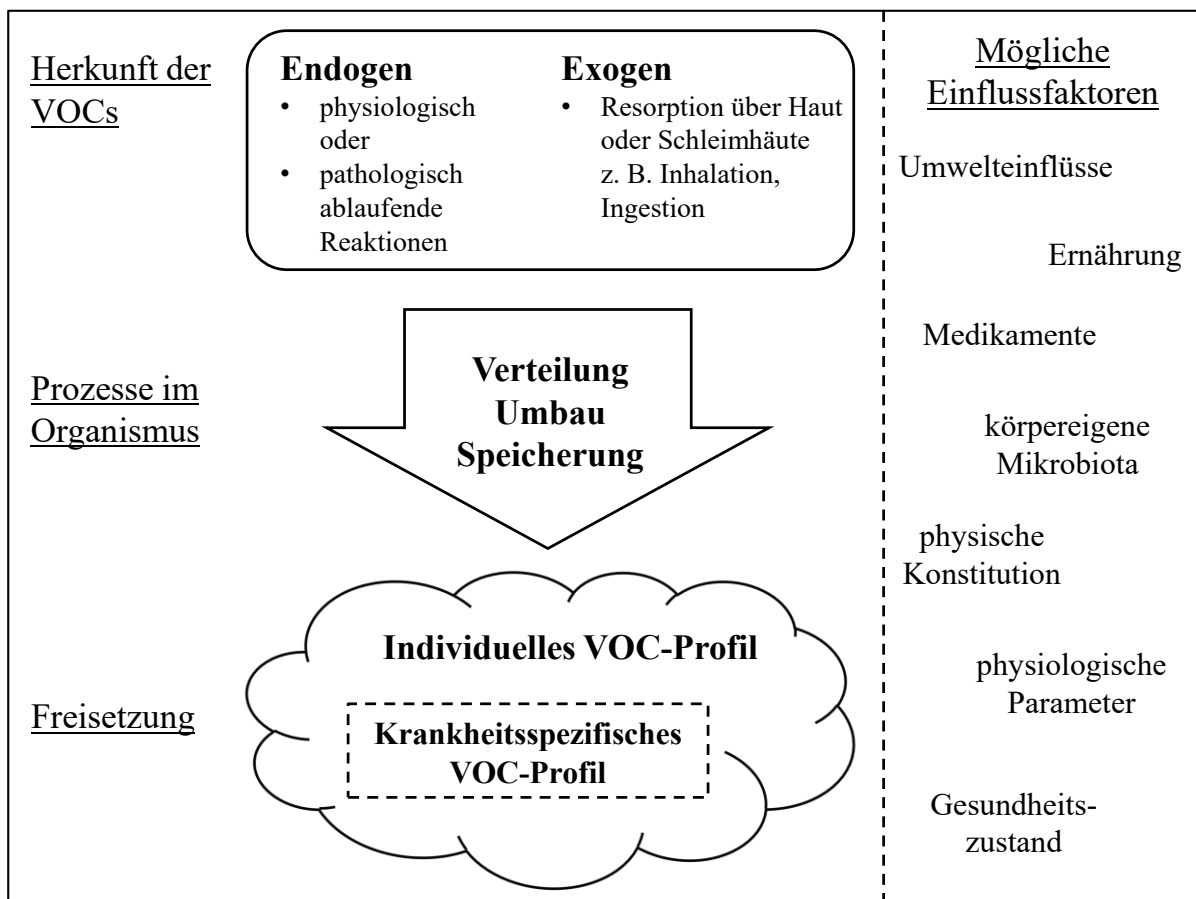 Herkunft der
VOCs
Endogen
• physiologisch
oder
• pathologisch
ablaufende
Reaktionen
Exogen
• Resorption über Haut
oder Schleimhäute
z. B. Inhalation,
Ingestion
Prozesse im
Organismus
Verteilung
Umbau
Speicherung
Freisetzung
Individuelles VOC-Profil
Krankheitsspezifisches
VOC-Profil
Mögliche
Einflussfaktoren
Umwelteinflüsse
Ernährung
Medikamente
körpereigene
Mikrobiota
physische
Konstitution
physiologische
Parameter
Gesundheits-
zustand